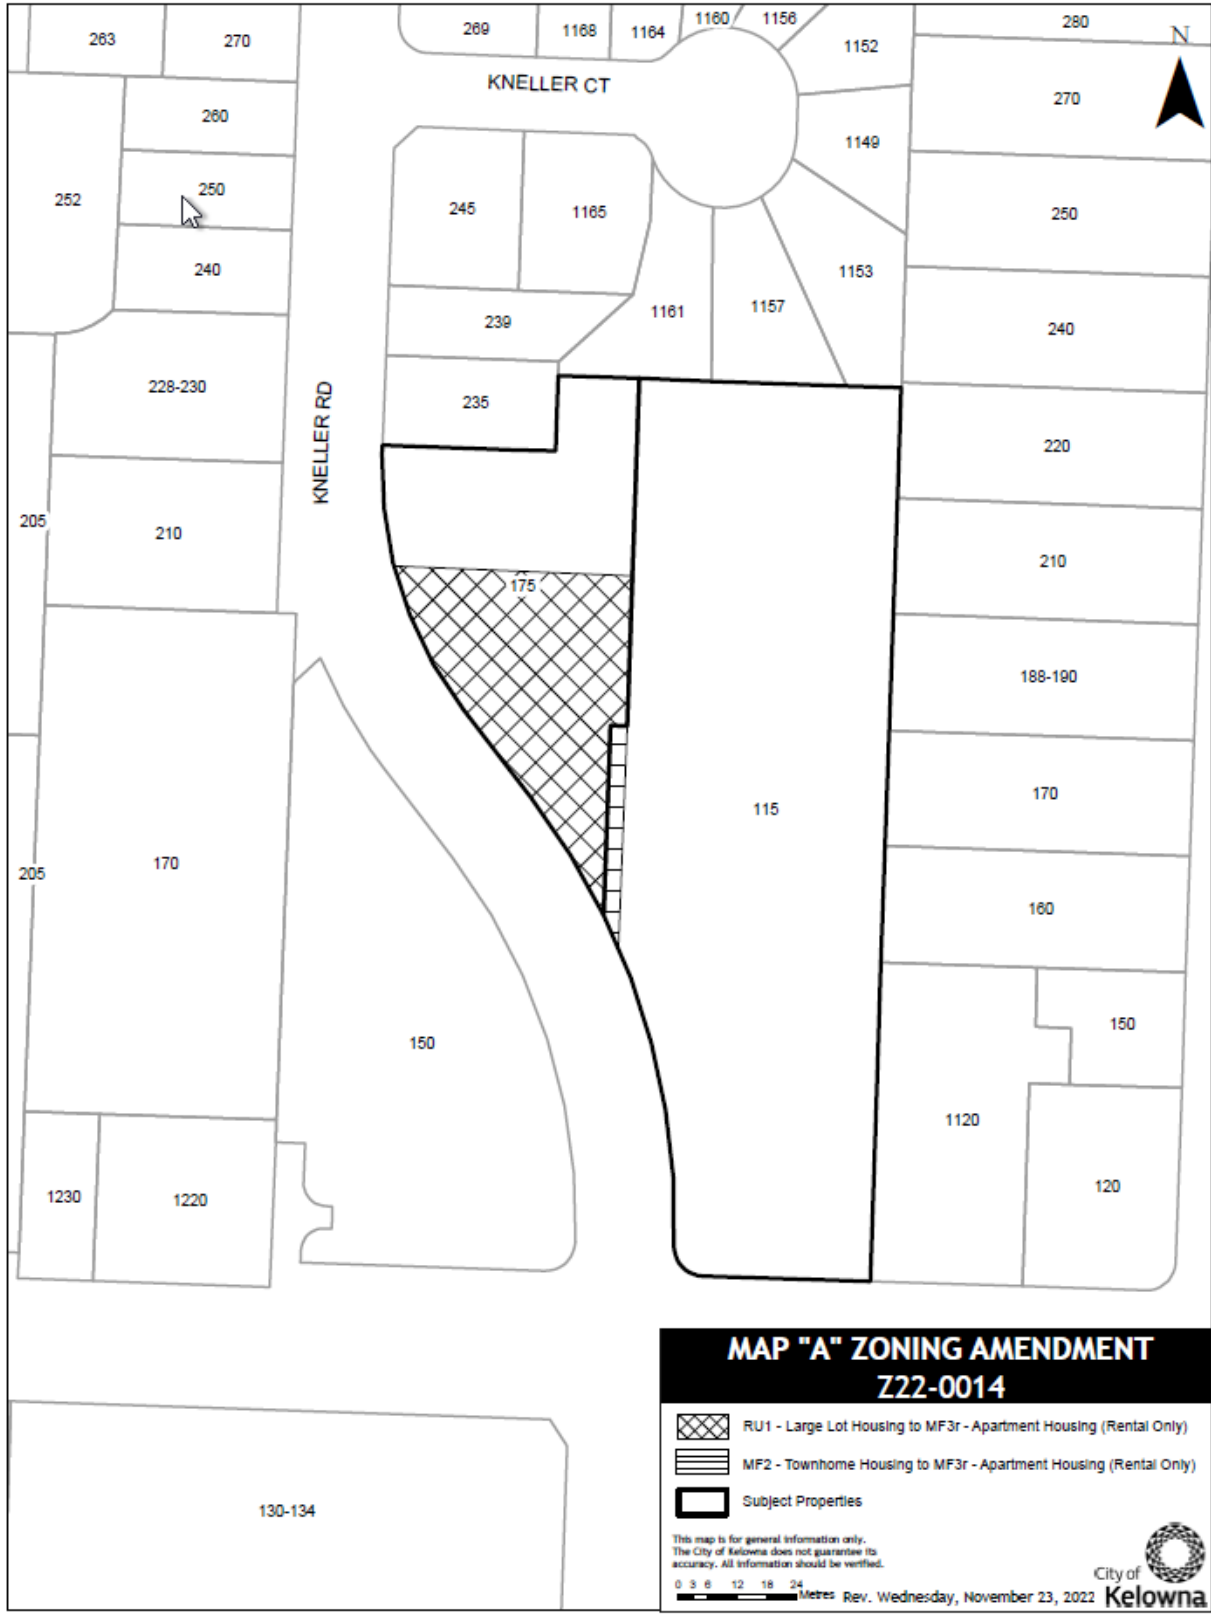 263
270
269
1168
1164
1160
1156
1152
280
N
KNELLER CT
260
270
1149
250
252
245
1165
250
240
1153
239
1161
1157
240
228-230
235
KNELLER RD
220
205
210
210
175
188-190
170
115
170
205
160
150
150
1120
1230
1220
120
130-134
MAP "A" ZONING AMENDMENT
Z22-0014
RU1 - Large Lot Housing to MF3r - Apartment Housing (Rental Only)
MF2 - Townhome Housing to MF3r - Apartment Housing (Rental Only)
Subject Properties
This map is for general information only.
The City of Kelowna does not guarantee its
accuracy. All information should be verified.
0 3 6 12 18 24 Metres
Rev. Wednesday, November 23, 2022
City of
Kelowna